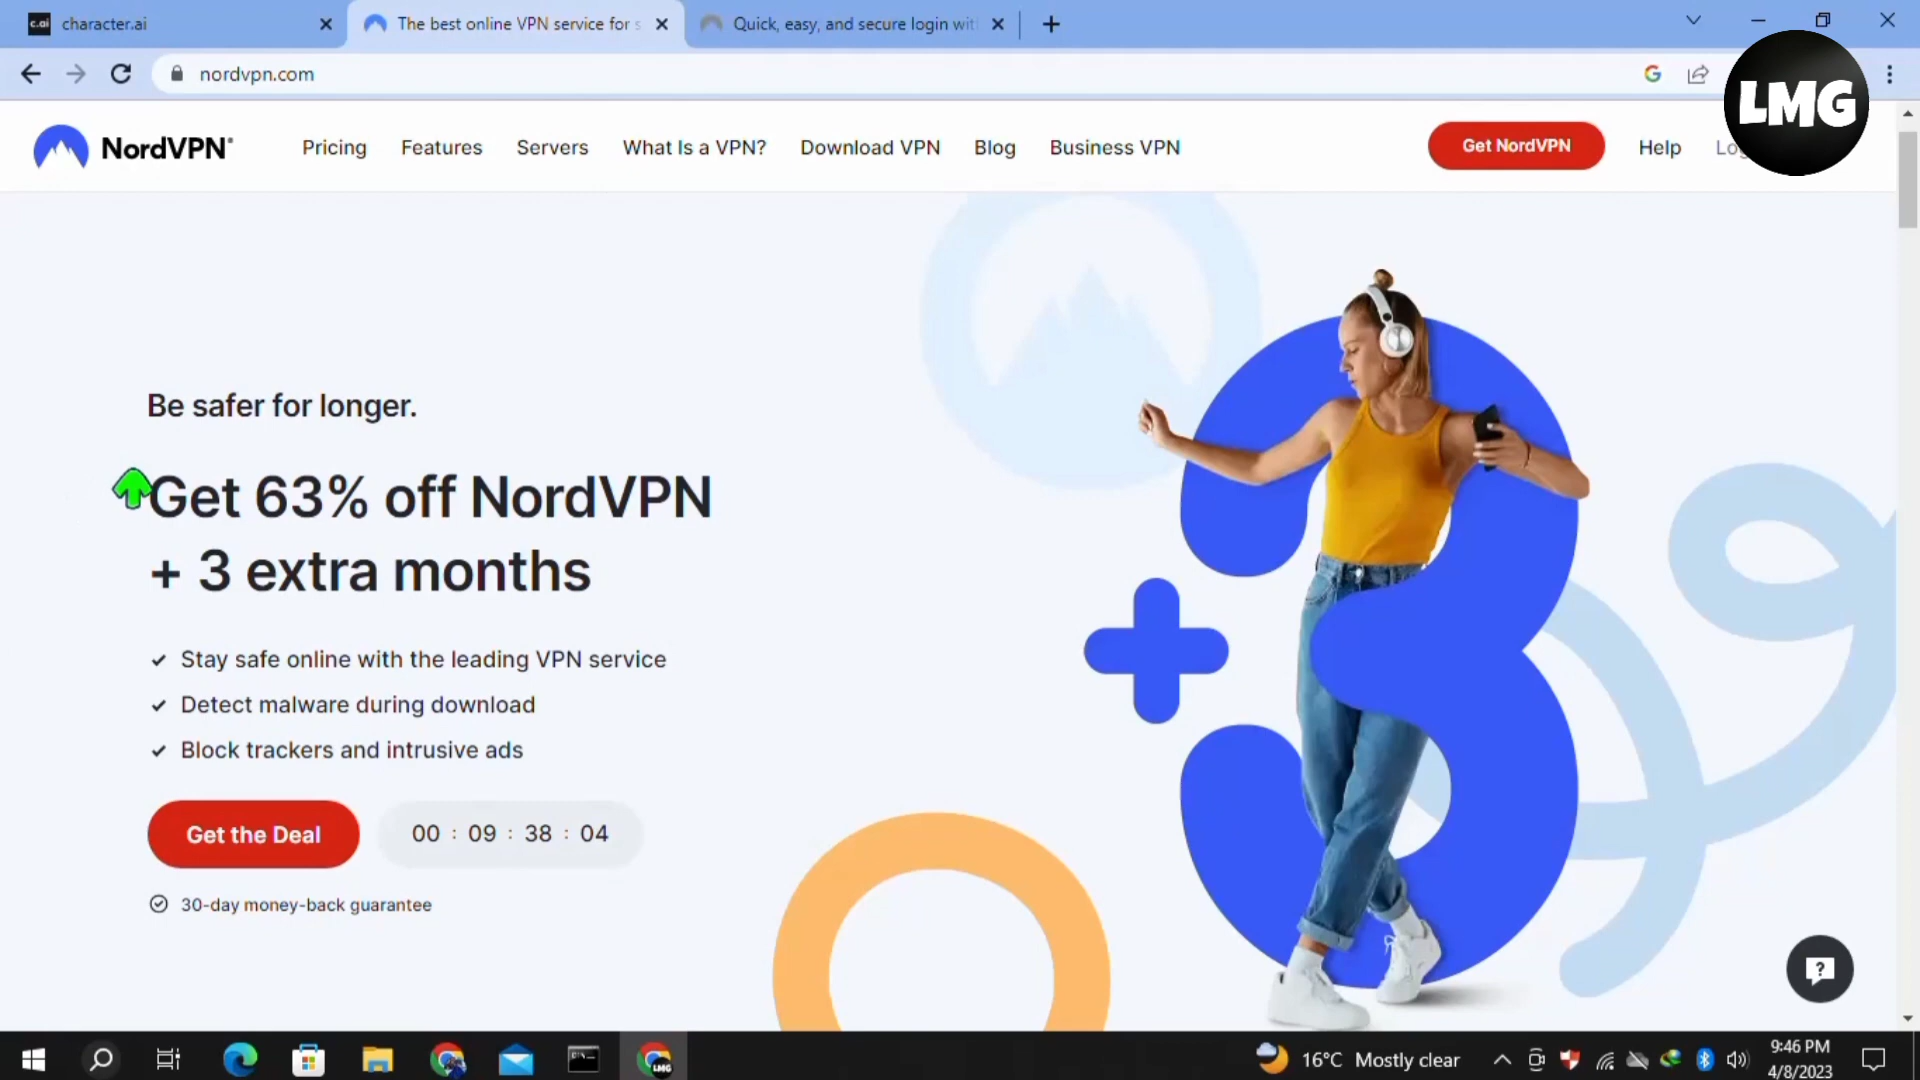 c.ai character.ai
The best online VPN service for s
Quick, easy, and secure login wit
nordvpn.com
LMG
NordVPN®
Pricing
Features
Servers
What Is a VPN?
Download VPN
Blog
Business VPN
Get NordVPN
Help
Be safer for longer.
Get 63% off NordVPN
+ 3 extra months
Stay safe online with the leading VPN service
Detect malware during download
Block trackers and intrusive ads
Get the Deal
00 : 09 : 38 : 04
30-day money-back guarantee
+3
LMG
16°C Mostly clear
9:46 PM
4/8/2023